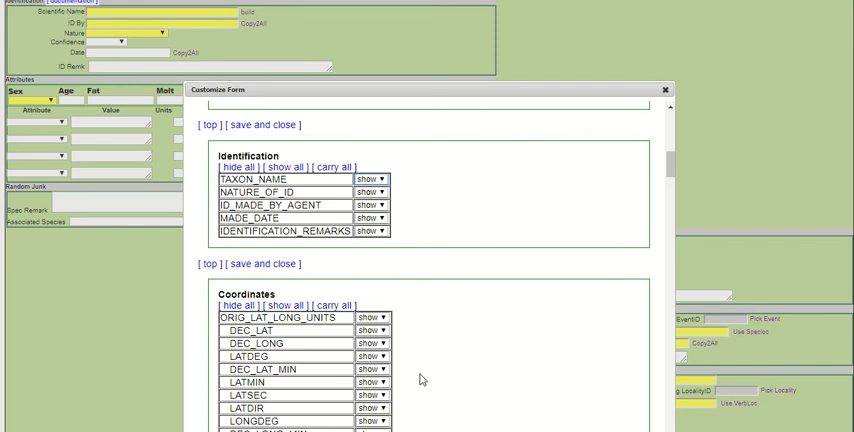 Identification [ documentation ]
Scientific Name build
ID By Copy2All
Nature
Confidence
Date Copy2All
ID Remk
Attributes
Sex Age Fat Molt
Attribute Value Units
Random Junk
Spec Remark
Associated Species
Customize Form
[ top ] [ save and close ]
Identification
[ hide all ] [ show all ] [ carry all ]
TAXON_NAME show
NATURE_OF_ID show
ID_MADE_BY_AGENT show
MADE_DATE show
IDENTIFICATION_REMARKS show
[ top ] [ save and close ]
Coordinates
[ hide all ] [ show all ] [ carry all ]
ORIG_LAT_LONG_UNITS show
DEC_LAT show
DEC_LONG show
LATDEG show
DEC_LAT_MIN show
LATMIN show
LATSEC show
LATDIR show
LONGDEG show
EventID Pick Event
Use Specloc
Copy2All
g LocalityID Pick Locality
Use VerbLoc